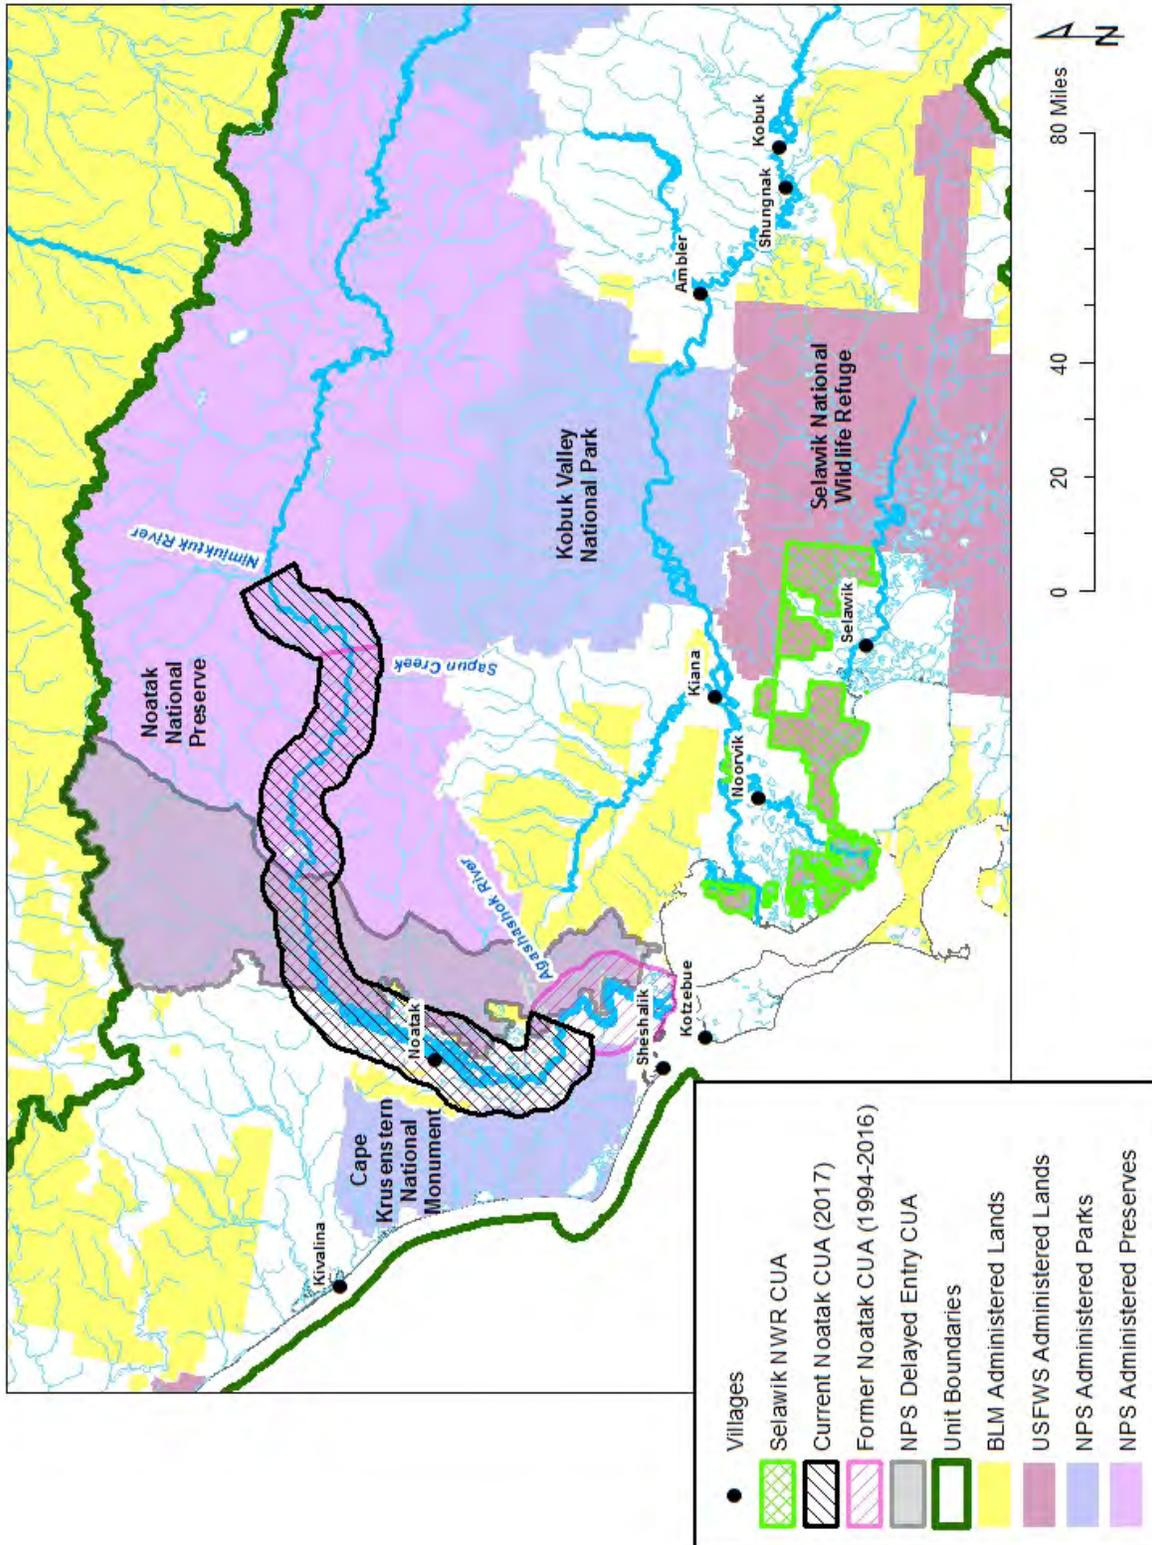 Kivalina
Cape
Krusenstern
National
Monument
Noatak
Noatak
National
Preserve
Nimiuktuk River
Sapun Creek
Agashashok River
Sheshalik
Kotzebue
Kobuk Valley
National Park
Kiana
Noorvik
Selawik
Selawik National
Wildlife Refuge
Ambler
Shungnak
Kobuk
0 20 40 80 Miles
N
Villages
Selawik NWR CUA
Current Noatak CUA (2017)
Former Noatak CUA (1994-2016)
NPS Delayed Entry CUA
Unit Boundaries
BLM Administered Lands
USFWS Administered Lands
NPS Administered Parks
NPS Administered Preserves